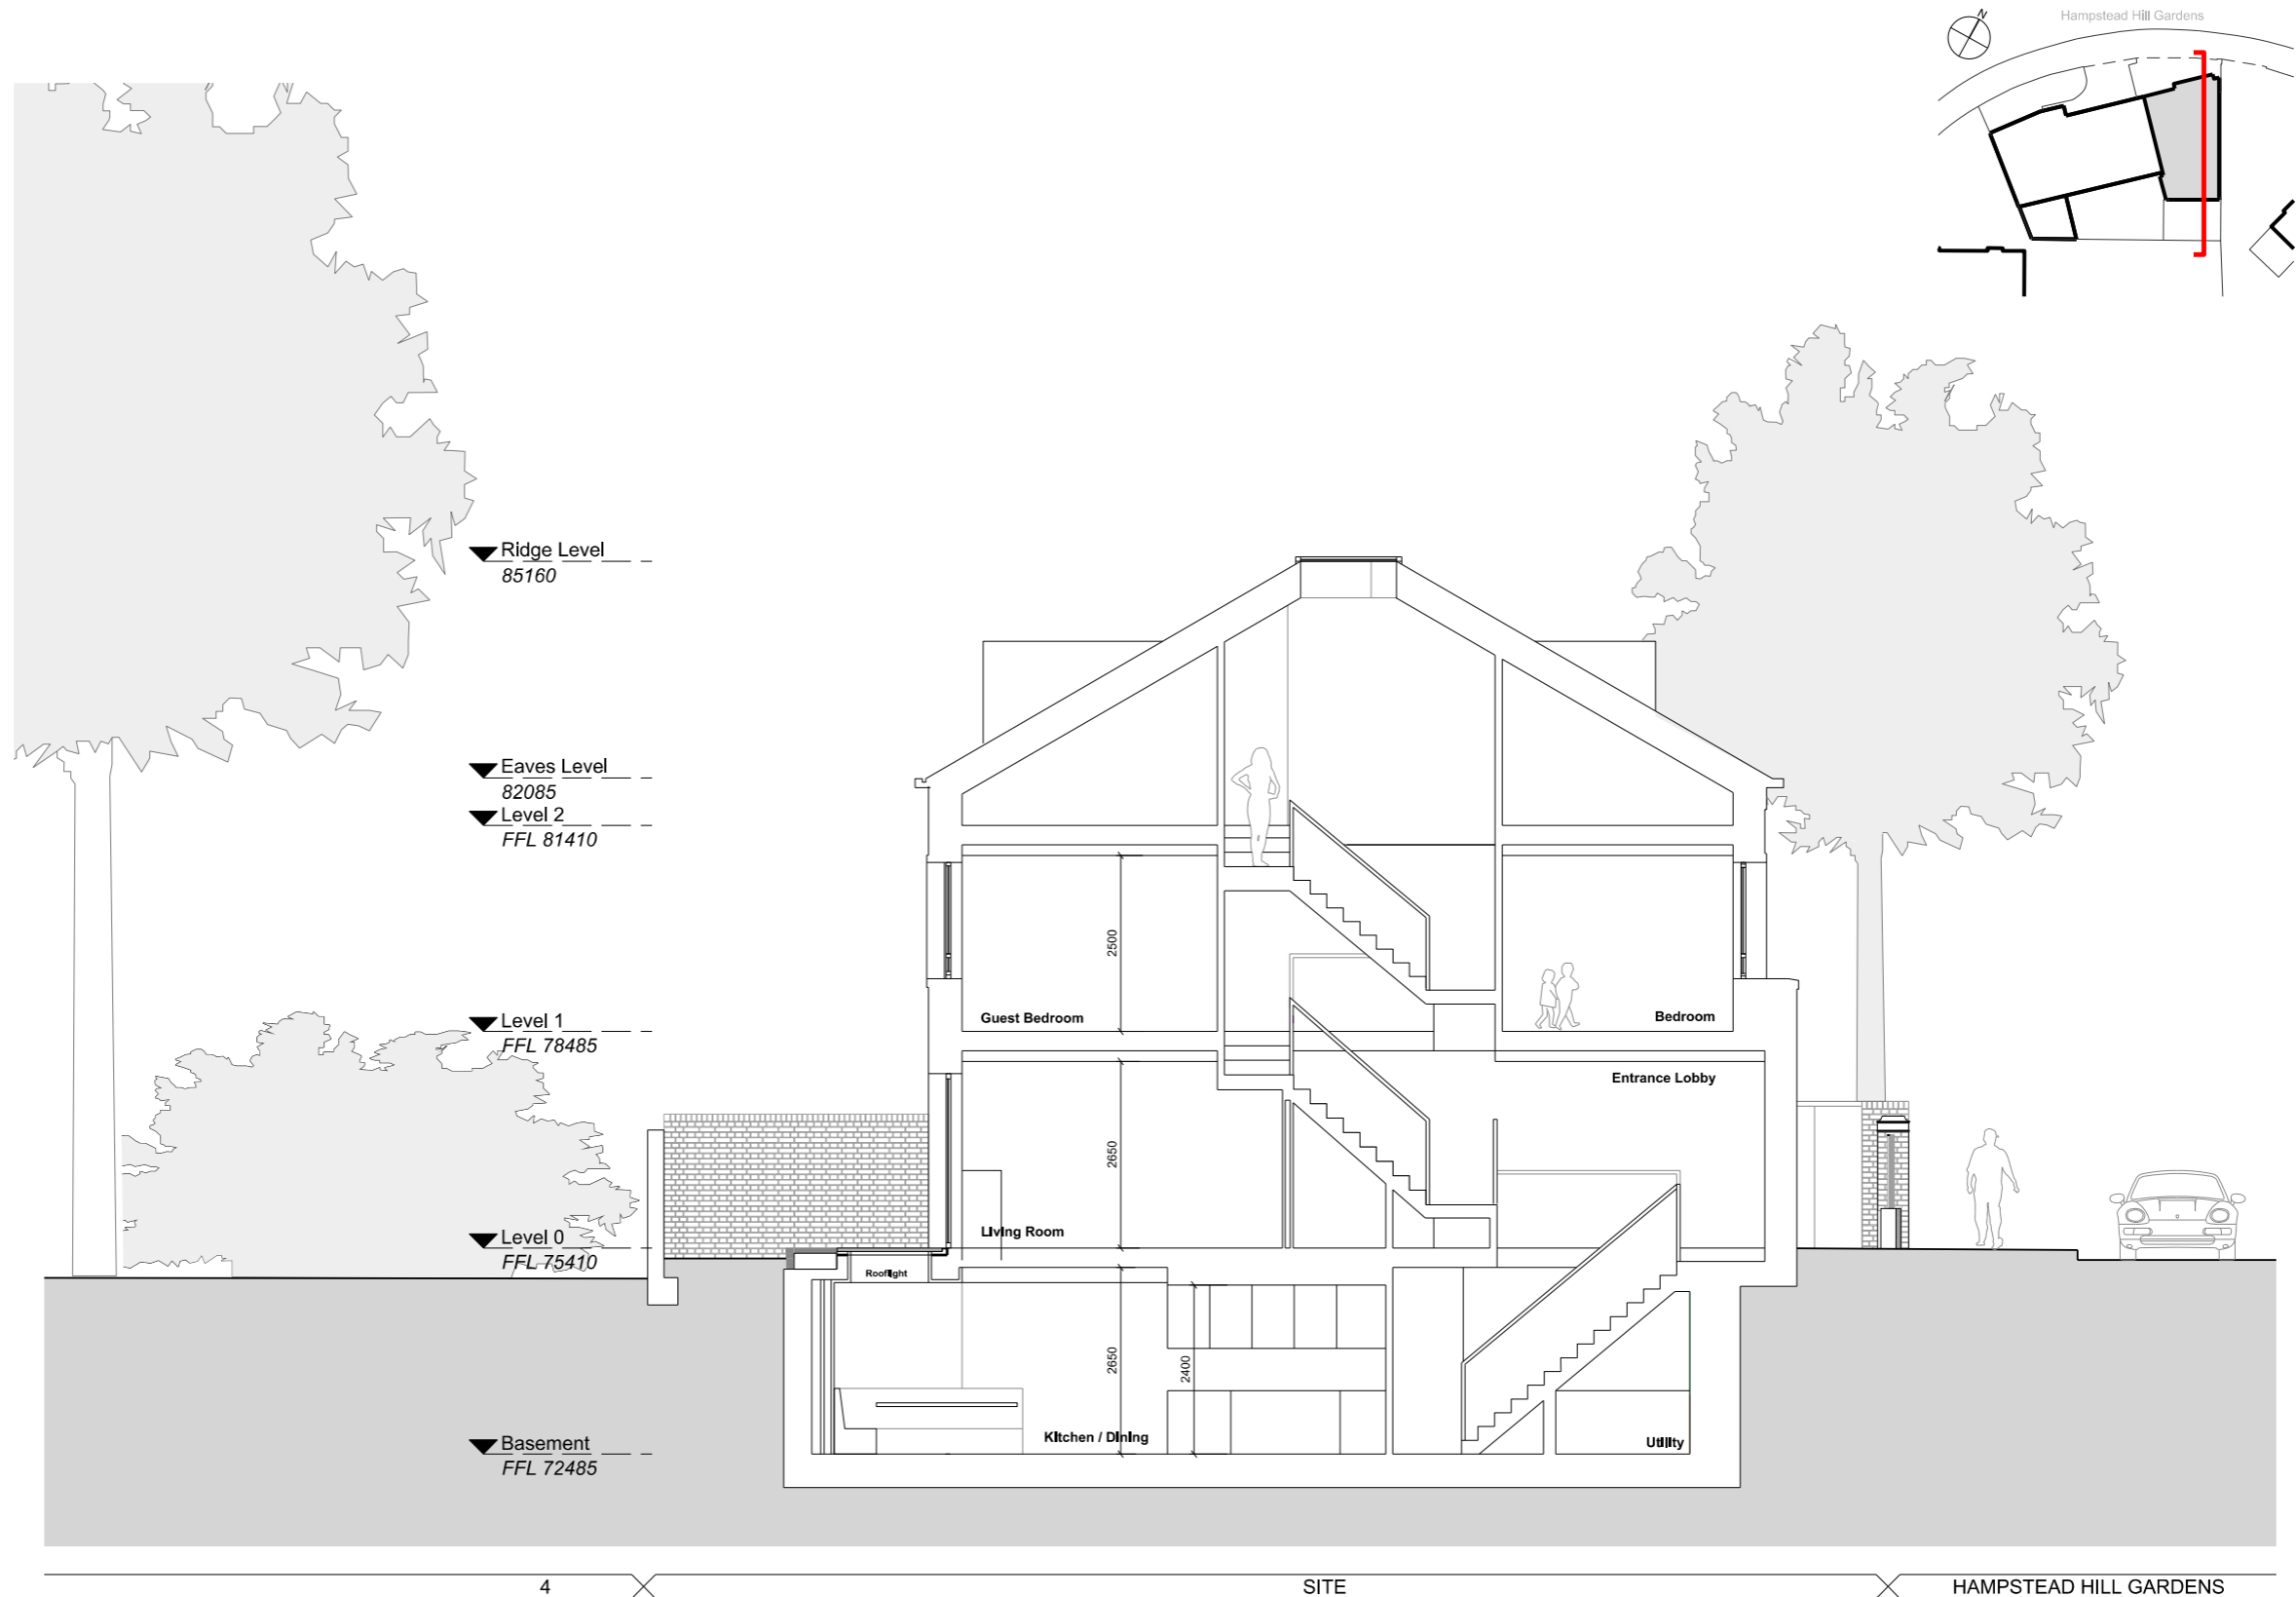 N
Hampstead Hill Gardens
Ridge Level
85160
Eaves Level
82085
Level 2
FFL 81410
2500
Guest Bedroom
Bedroom
Level 1
FFL 78485
Entrance Lobby
2650
Living Room
Level 0
FFL 75410
Rooflight
2650
2400
Kitchen / Dining
Utility
Basement
FFL 72485
4
SITE
HAMPSTEAD HILL GARDENS